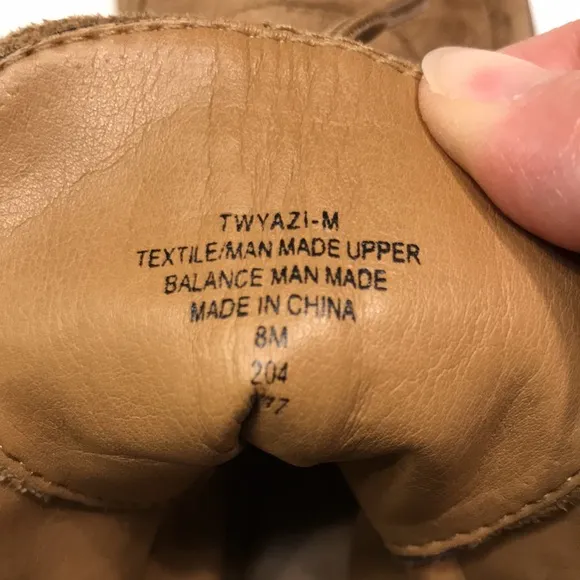 TWYAZI-M
TEXTILE/MAN MADE UPPER
BALANCE MAN MADE
MADE IN CHINA
8M
204